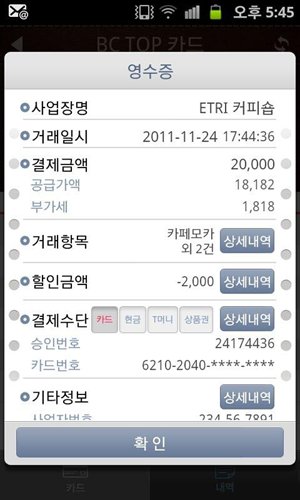 오후 5:45
BC TOP 카드
영수증
사업장명 ETRI 커피숍
거래일시 2011-11-24 17:44:36
결제금액 20,000
공급가액 18,182
부가세 1,818
거래항목 카페모카 외 2건 상세내역
할인금액 -2,000 상세내역
결제수단 카드 현금 T머니 상품권 상세내역
승인번호 24174436
카드번호 6210-2040-****-****
기타정보 상세내역
사업자번호 234-56-7891
확 인
카드 내역